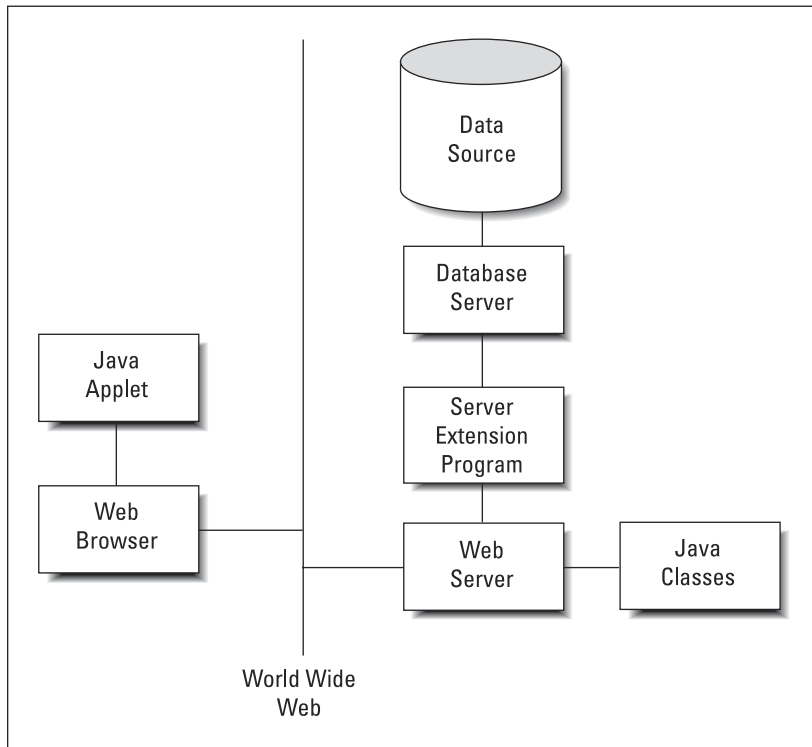 Data
Source
Database
Server
Java
Applet
Server
Extension
Program
Web
Browser
Web
Server
Java
Classes
World Wide
Web